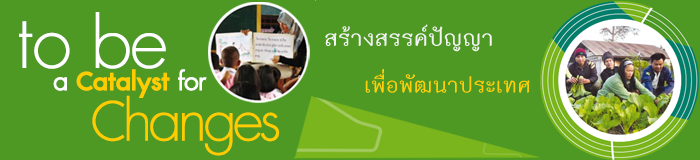 to be
a Catalyst for
Changes
สร้างสรรค์ปัญญา
เพื่อพัฒนาประเทศ